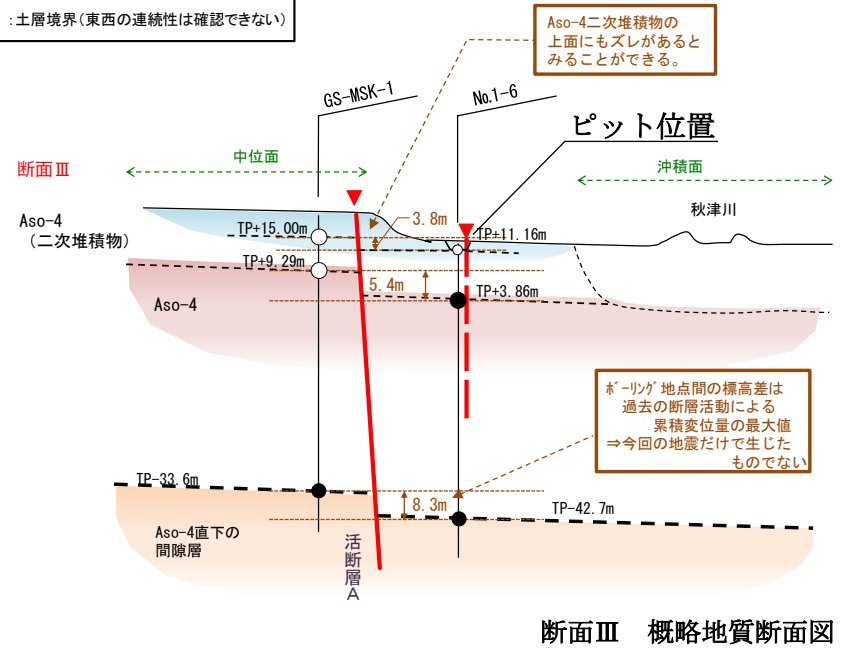 ：土層境界（東西の連続性は確認できない）
Aso-4二次堆積物の
上面にもズレがあると
みることができる。
GS-MSK-1
No.1-6
ピット位置
断面Ⅲ
中位面
沖積面
秋津川
Aso-4
（二次堆積物）
TP+15.00m
3.8m
TP+11.16m
TP+9.29m
5.4m
TP+3.86m
Aso-4
ﾎﾞｰﾘﾝｸﾞ地点間の標高差は
過去の断層活動による
累積変位量の最大値
⇒今回の地震だけで生じた
ものでない
TP-33.6m
8.3m
TP-42.7m
Aso-4直下の
間隙層
活断層A
断面Ⅲ　概略地質断面図